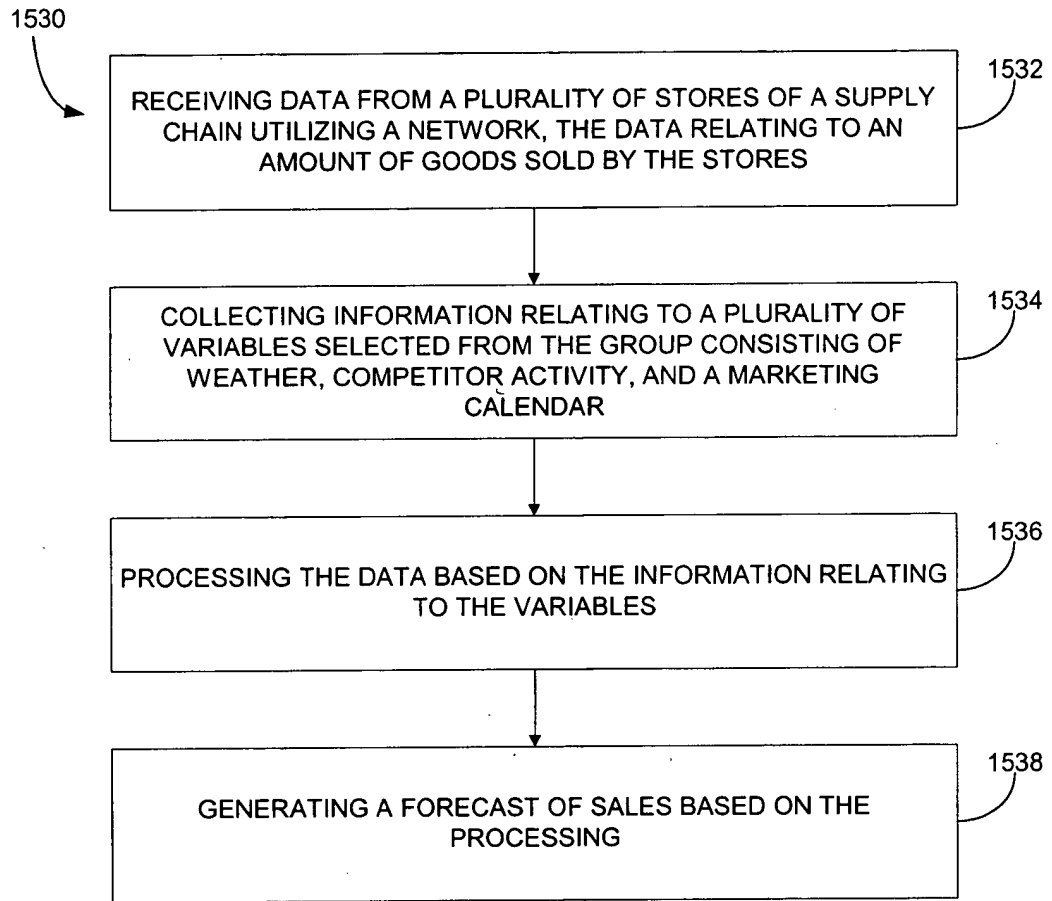 1530
1532
RECEIVING DATA FROM A PLURALITY OF STORES OF A SUPPLY
CHAIN UTILIZING A NETWORK, THE DATA RELATING TO AN
AMOUNT OF GOODS SOLD BY THE STORES
1534
COLLECTING INFORMATION RELATING TO A PLURALITY OF
VARIABLES SELECTED FROM THE GROUP CONSISTING OF
WEATHER, COMPETITOR ACTIVITY, AND A MARKETING
CALENDAR
1536
PROCESSING THE DATA BASED ON THE INFORMATION RELATING
TO THE VARIABLES
1538
GENERATING A FORECAST OF SALES BASED ON THE
PROCESSING